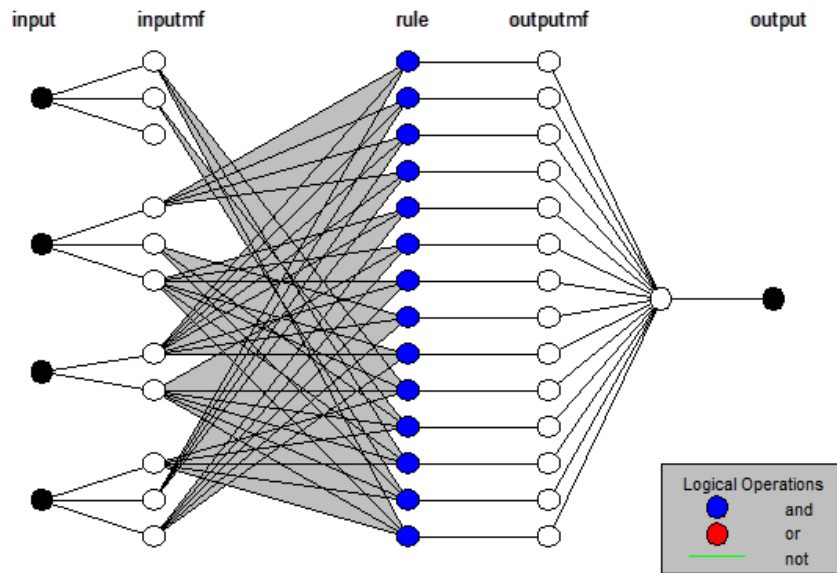 input inputmf rule outputmf output
Logical Operations
and
or
not